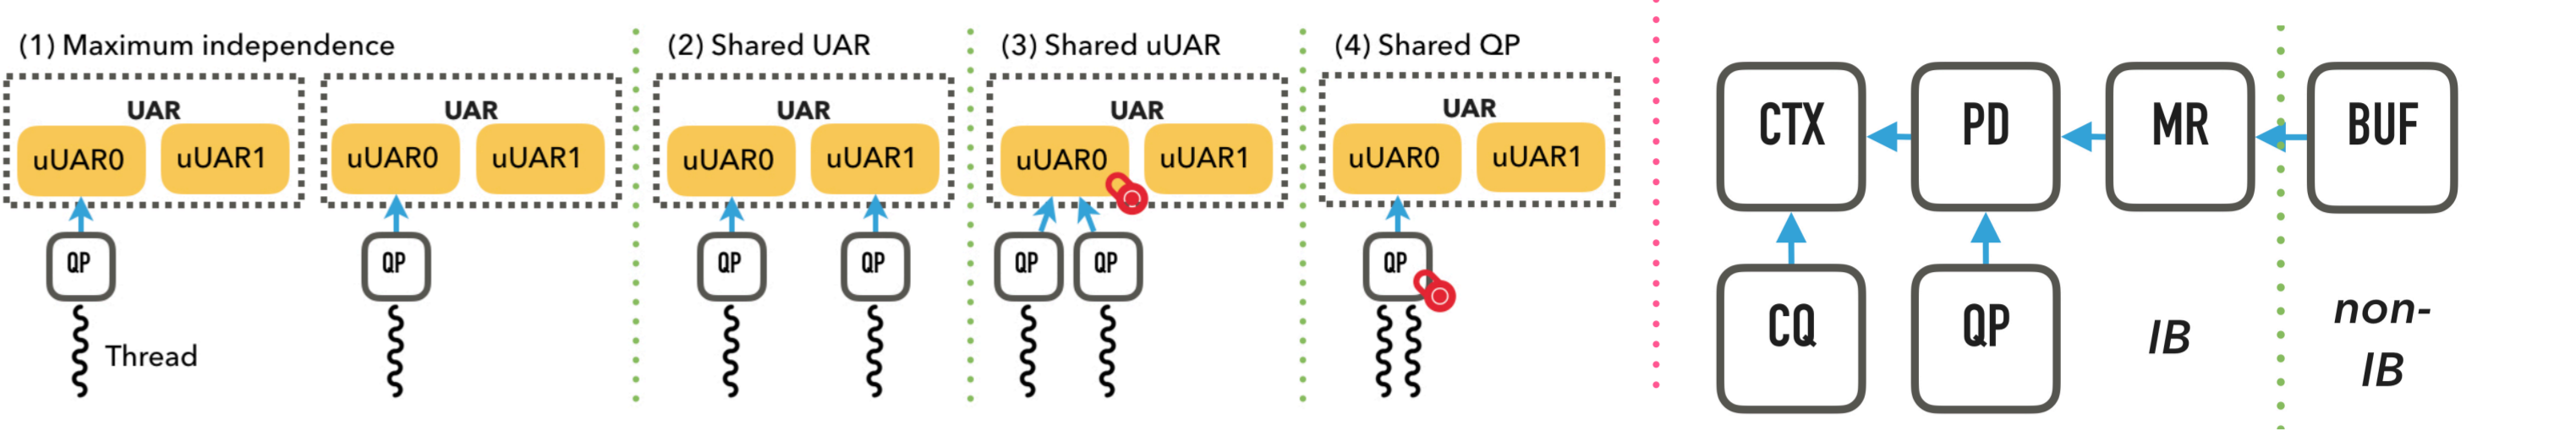 (1) Maximum independence
UAR
uUAR0 uUAR1
QP
Thread
UAR
uUAR0 uUAR1
QP
(2) Shared UAR
UAR
uUAR0 uUAR1
QP QP
(3) Shared uUAR
UAR
uUAR0 uUAR1
QP QP
(4) Shared QP
UAR
uUAR0 uUAR1
QP
CTX PD MR BUF
CQ QP IB
non-
IB